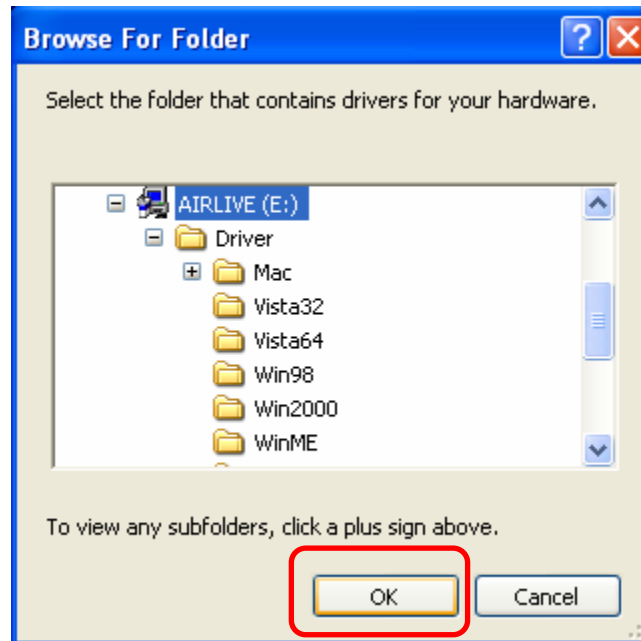 Browse For Folder
Select the folder that contains drivers for your hardware.
AIRLIVE (E:)
Driver
Mac
Vista32
Vista64
Win98
Win2000
WinME
To view any subfolders, click a plus sign above.
OK Cancel